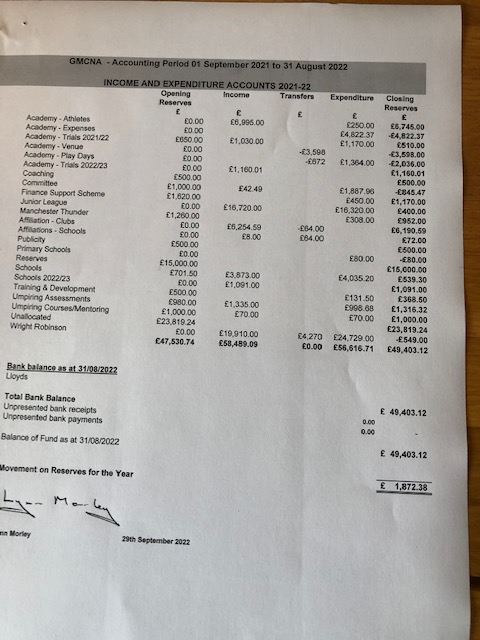 GMCNA - Accounting Period 01 September 2021 to 31 August 2022
INCOME AND EXPENDITURE ACCOUNTS 2021-22
Opening Reserves Income Transfers Expenditure Closing Reserves
£ £ £ £ £
Academy - Athletes £0.00 £6,995.00 £250.00 £6,745.00
Academy - Expenses £0.00 £4,822.37 -£4,822.37
Academy - Trials 2021/22 £650.00 £1,030.00 £1,170.00 £510.00
Academy - Venue £0.00 -£3,598 -£3,598.00
Academy - Play Days £0.00 -£672 £1,364.00 -£2,036.00
Academy - Trials 2022/23 £0.00 £1,160.01 £1,160.01
Coaching £500.00 £500.00
Committee £1,000.00 £42.49 £1,887.96 -£845.47
Finance Support Scheme £1,620.00 £450.00 £1,170.00
Junior League £0.00 £16,720.00 £16,320.00 £400.00
Manchester Thunder £1,260.00 £308.00 £952.00
Affiliation - Clubs £0.00 £6,254.59 -£64.00 £6,190.59
Affiliations - Schools £0.00 £8.00 £64.00 £72.00
Publicity £500.00 £500.00
Primary Schools £0.00 £80.00 -£80.00
Reserves £15,000.00 £15,000.00
Schools £701.50 £3,873.00 £4,035.20 £539.30
Schools 2022/23 £0.00 £1,091.00 £1,091.00
Training & Development £500.00 £131.50 £368.50
Umpiring Assessments £980.00 £1,335.00 £998.68 £1,316.32
Umpiring Courses/Mentoring £1,000.00 £70.00 £70.00 £1,000.00
Unallocated £23,819.24 £23,819.24
Wright Robinson £0.00 £19,910.00 £4,270 £24,729.00 -£549.00
£47,530.74 £58,489.09 £0.00 £56,616.71 £49,403.12
Bank balance as at 31/08/2022
Lloyds
Total Bank Balance £ 49,403.12
Unpresented bank receipts 0.00
Unpresented bank payments 0.00 -
Balance of Fund as at 31/08/2022 £ 49,403.12
Movement on Reserves for the Year £ 1,872.38
Lynn Morley
nn Morley 29th September 2022